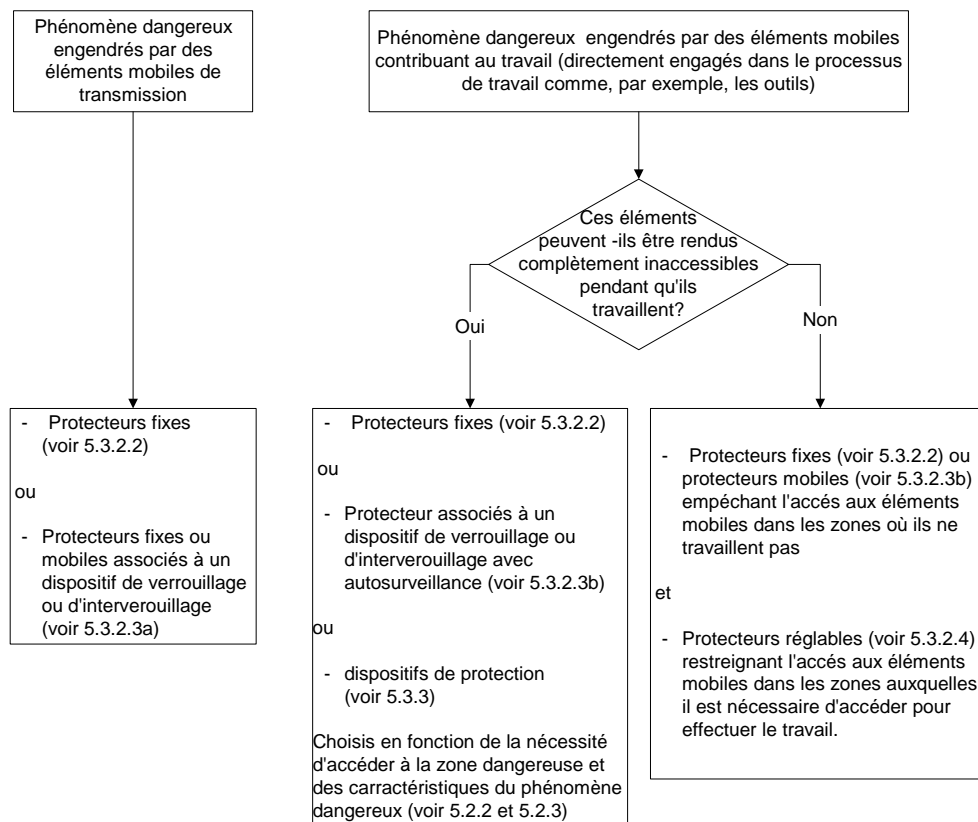 Phénomène dangereux
engendrés par des
éléments mobiles de
transmission
Phénomène dangereux  engendrés par des éléments mobiles
contribuant au travail (directement engagés dans le processus
de travail comme, par exemple, les outils)
Ces éléments
peuvent -ils être rendus
complètement inaccessibles
pendant qu'ils
travaillent?
Oui
Non
- Protecteurs fixes
(voir 5.3.2.2)
ou
- Protecteurs fixes ou
mobiles associés à un
dispositif de verrouillage
ou d'interverouillage
(voir 5.3.2.3a)
- Protecteurs fixes (voir 5.3.2.2)
ou
- Protecteur associés à un
dispositif de verrouillage ou
d'interverouillage avec
autosurveillance (voir 5.3.2.3b)
ou
- dispositifs de protection
(voir 5.3.3)
Choisis en fonction de la nécessité
d'accéder à la zone dangereuse et
des carractéristiques du phénomène
dangereux (voir 5.2.2 et 5.2.3)
- Protecteurs fixes (voir 5.3.2.2) ou
protecteurs mobiles (voir 5.3.2.3b)
empéchant l'accés aux éléments
mobiles dans les zones où ils ne
travaillent pas
et
- Protecteurs réglables (voir 5.3.2.4)
restreignant l'accés aux éléments
mobiles dans les zones auxquelles
il est nécessaire d'accéder pour
effectuer le travail.